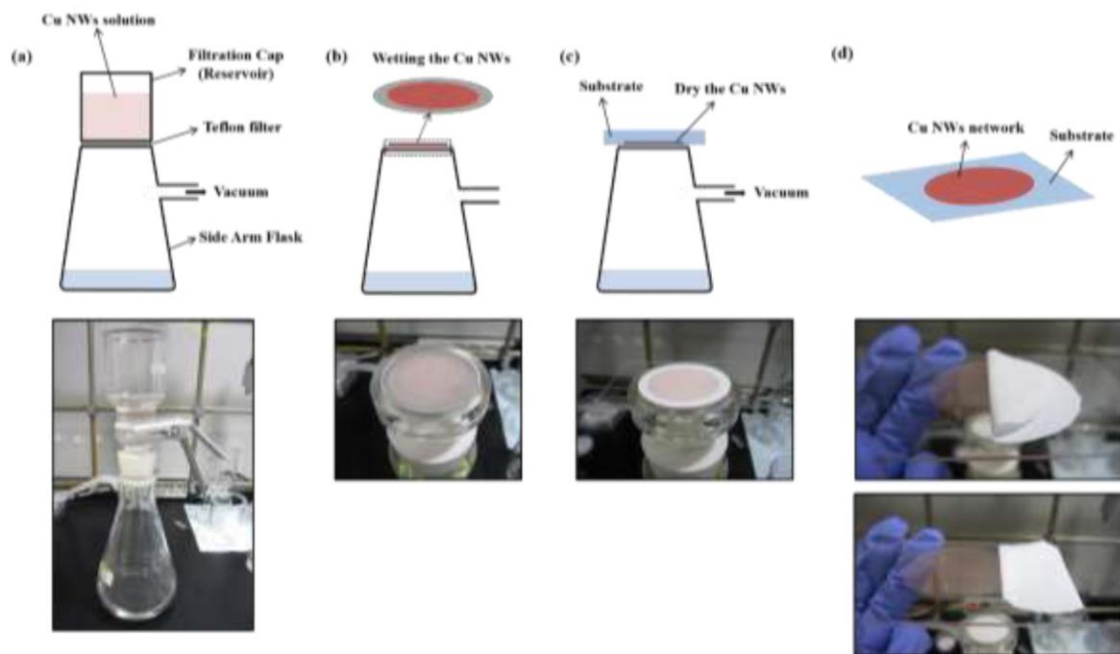 Cu NWs solution
(a)
Filtration Cap
(Reservoir)
Teflon filter
Vacuum
Side Arm Flask
(b)
Wetting the Cu NWs
(c)
Substrate
Dry the Cu NWs
Vacuum
(d)
Cu NWs network
Substrate